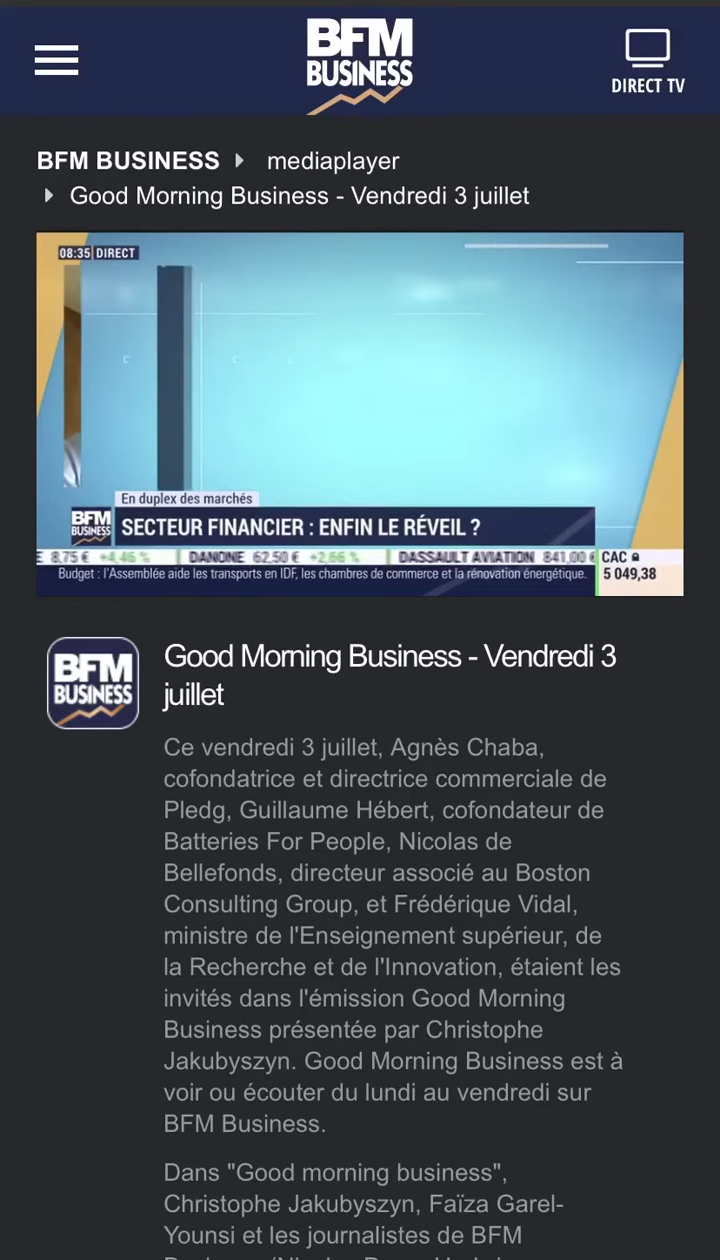 BFM
BUSINESS
DIRECT TV
BFM BUSINESS mediaplayer
Good Morning Business - Vendredi 3 juillet
08:35 DIRECT
En duplex des marchés
BFM
BUSINESS
SECTEUR FINANCIER : ENFIN LE RÉVEIL ?
E 8,75 € +4,46 % DANONE 62,50 € +2,66 % DASSAULT AVIATION 841,00 € CAC
Budget : l'Assemblée aide les transports en IDF, les chambres de commerce et la rénovation énergétique. 5 049,38
BFM
BUSINESS
Good Morning Business - Vendredi 3
juillet
Ce vendredi 3 juillet, Agnès Chaba,
cofondatrice et directrice commerciale de
Pledg, Guillaume Hébert, cofondateur de
Batteries For People, Nicolas de
Bellefonds, directeur associé au Boston
Consulting Group, et Frédérique Vidal,
ministre de l'Enseignement supérieur, de
la Recherche et de l'Innovation, étaient les
invités dans l'émission Good Morning
Business présentée par Christophe
Jakubyszyn. Good Morning Business est à
voir ou écouter du lundi au vendredi sur
BFM Business.
Dans "Good morning business",
Christophe Jakubyszyn, Faïza Garel-
Younsi et les journalistes de BFM